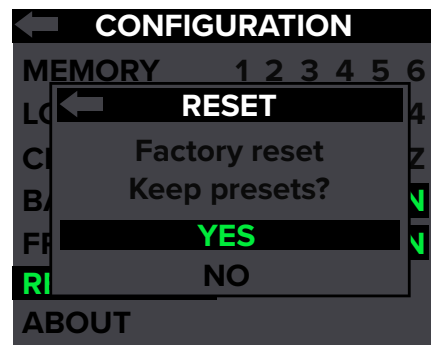 CONFIGURATION
MEMORY 1 2 3 4 5 6
RESET
Factory reset
Keep presets?
YES
NO
ABOUT